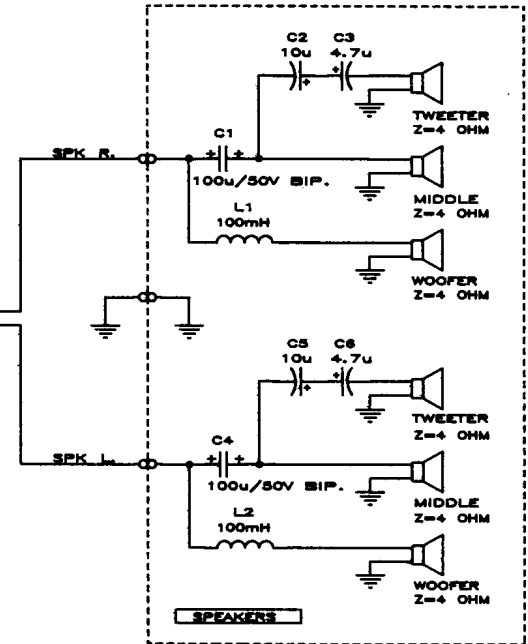 C2 C3
10u 4.7u
+ +
TWEETER
Z=4 OHM
C1
SPK R.
+ +
100u/50V BIP.
MIDDLE
Z=4 OHM
L1
100mH
WOOFER
Z=4 OHM
C5 C6
10u 4.7u
+ +
TWEETER
Z=4 OHM
C4
SPK L.
+ +
100u/50V BIP.
MIDDLE
Z=4 OHM
L2
100mH
WOOFER
Z=4 OHM
SPEAKERS